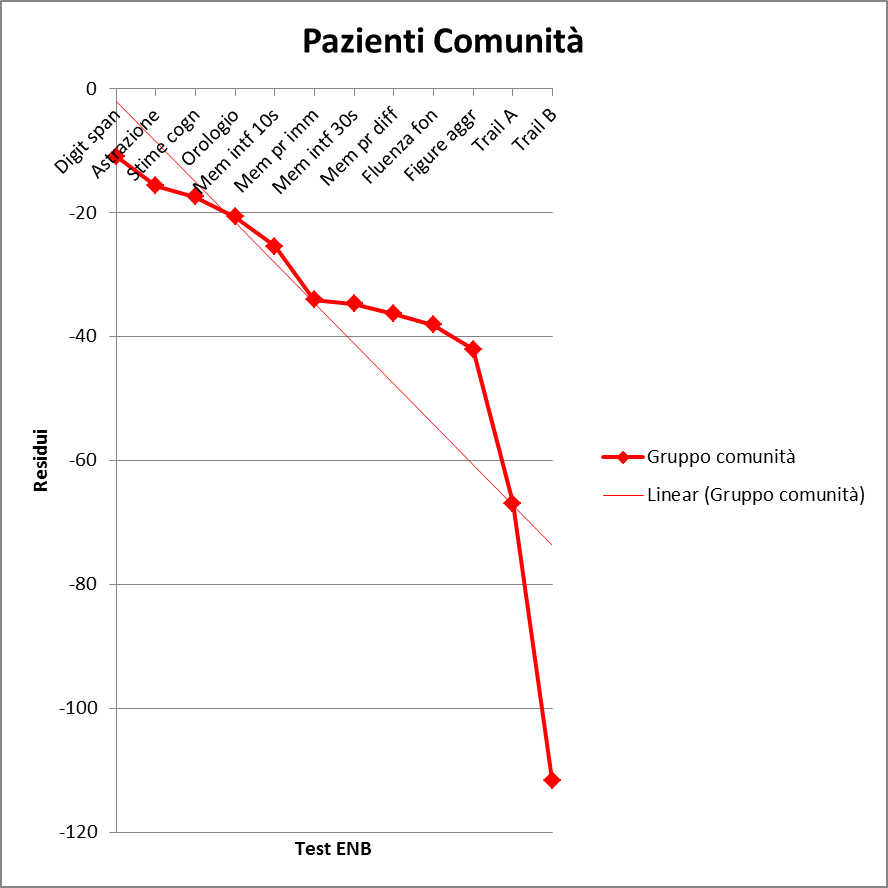 Pazienti Comunità
0
-20
-40
-60
-80
-100
-120
Digit span
Astrazione
Stime cogn
Orologio
Mem intf 10s
Mem pr imm
Mem intf 30s
Mem pr diff
Fluenza fon
Figure aggr
Trail A
Trail B
Residui
Test ENB
Gruppo comunità
Linear (Gruppo comunità)